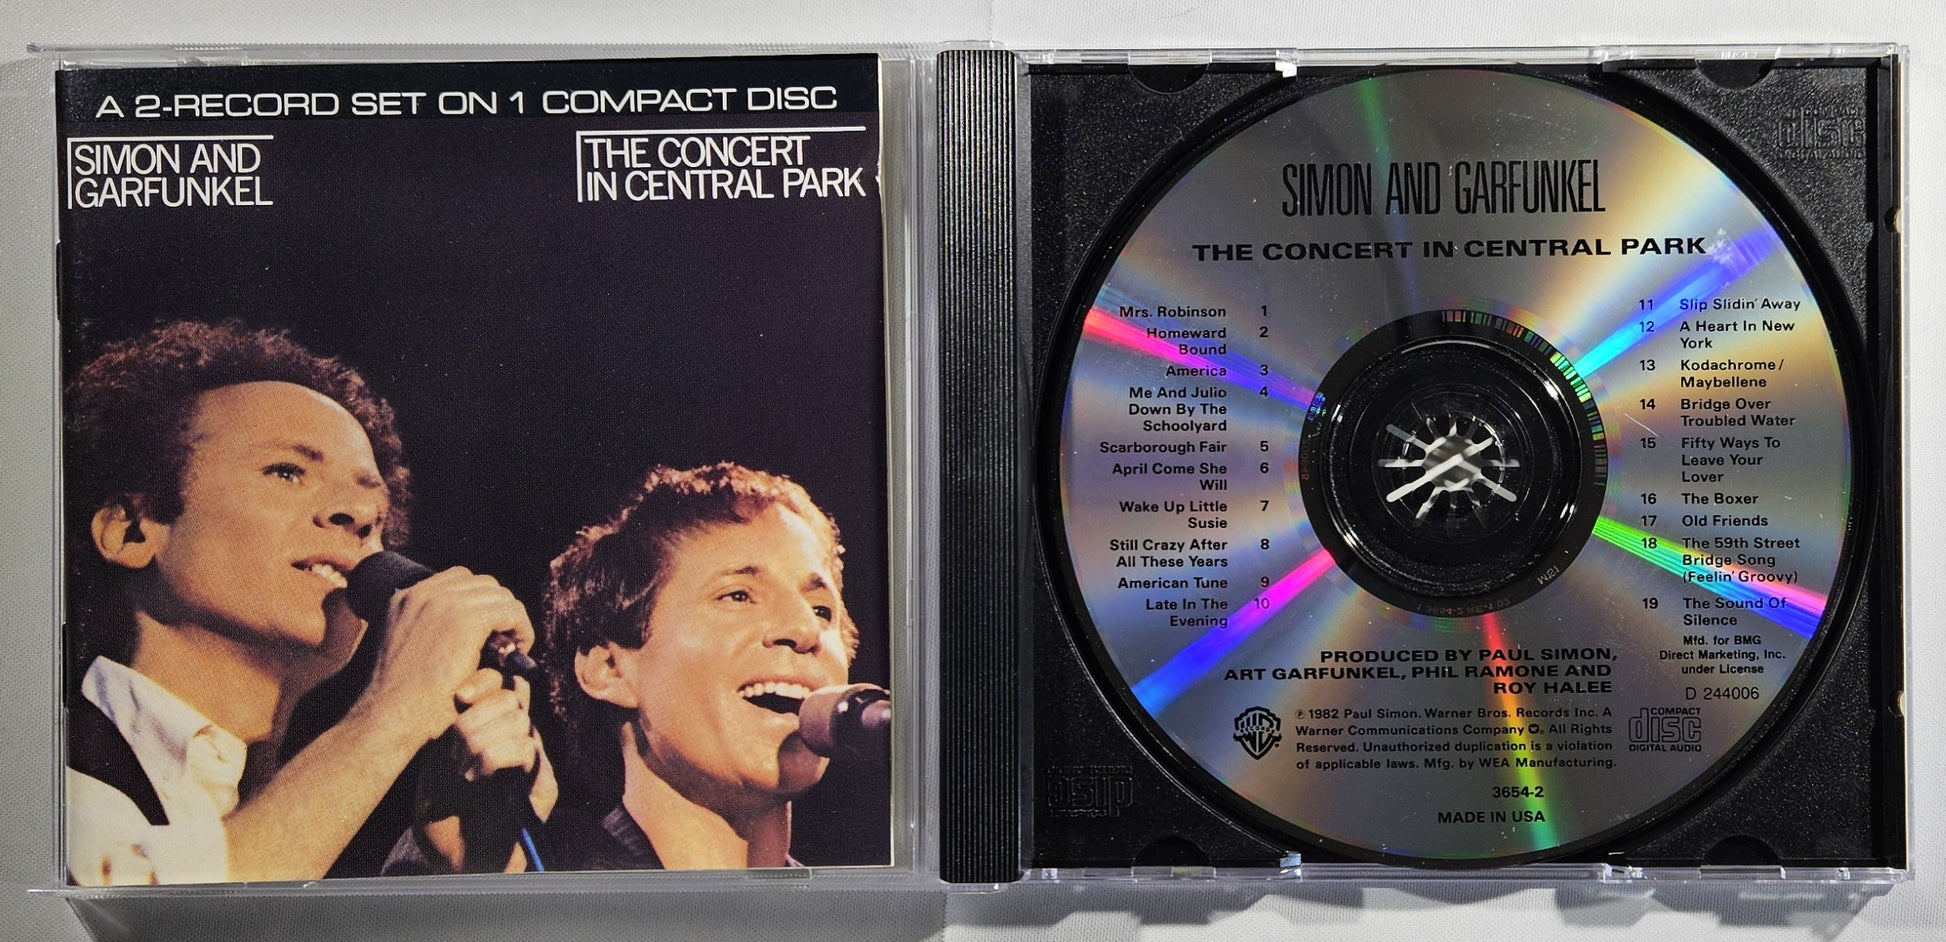 A 2-RECORD SET ON 1 COMPACT DISC
SIMON AND
GARFUNKEL
THE CONCERT
IN CENTRAL PARK
SIMON AND GARFUNKEL
THE CONCERT IN CENTRAL PARK
Mrs. Robinson 1
Homeward 2
Bound
America 3
Me And Julio 4
Down By The
Schoolyard
Scarborough Fair 5
April Come She 6
Will
Wake Up Little 7
Susie
Still Crazy After 8
All These Years
American Tune 9
Late In The 10
Evening
11 Slip Slidin' Away
12 A Heart In New
York
13 Kodachrome/
Maybellene
14 Bridge Over
Troubled Water
15 Fifty Ways To
Leave Your
Lover
16 The Boxer
17 Old Friends
18 The 59th Street
Bridge Song
(Feelin' Groovy)
19 The Sound Of
Silence
Mfd. for BMG
Direct Marketing, Inc.
under License
D 244006
PRODUCED BY PAUL SIMON,
ART GARFUNKEL, PHIL RAMONE AND
ROY HALEE
℗ 1982 Paul Simon. Warner Bros. Records Inc. A
Warner Communications Company. All Rights
Reserved. Unauthorized duplication is a violation
of applicable laws. Mfg. by WEA Manufacturing.
COMPACT
disc
DIGITAL AUDIO
3654-2
MADE IN USA
disc
DIGITAL AUDIO
disc